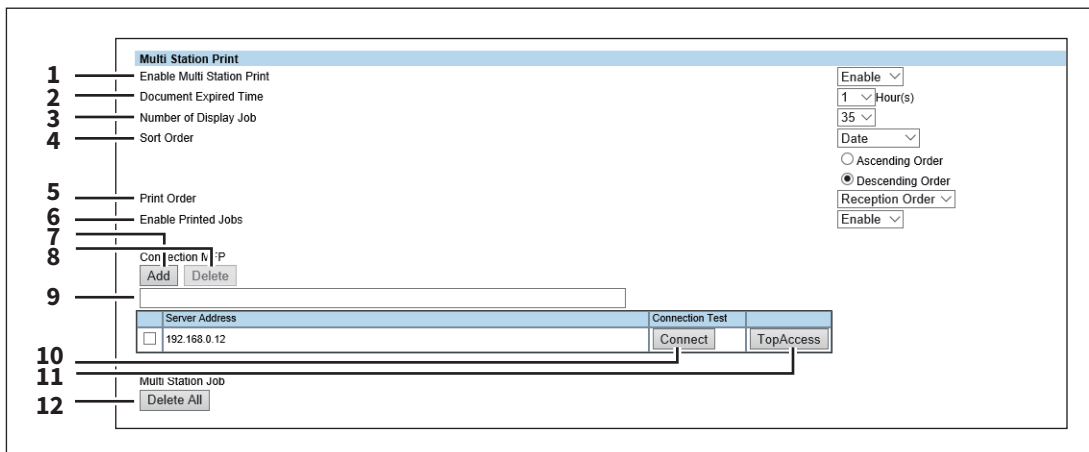 Multi Station Print
1 Enable Multi Station Print Enable
2 Document Expired Time 1 Hour(s)
3 Number of Display Job 35
4 Sort Order Date
Ascending Order
Descending Order
5 Print Order Reception Order
6 Enable Printed Jobs Enable
7
8 Connection MFP
Add Delete
9
Server Address Connection Test
192.168.0.12 Connect TopAccess
10
11
Multi Station Job
12 Delete All